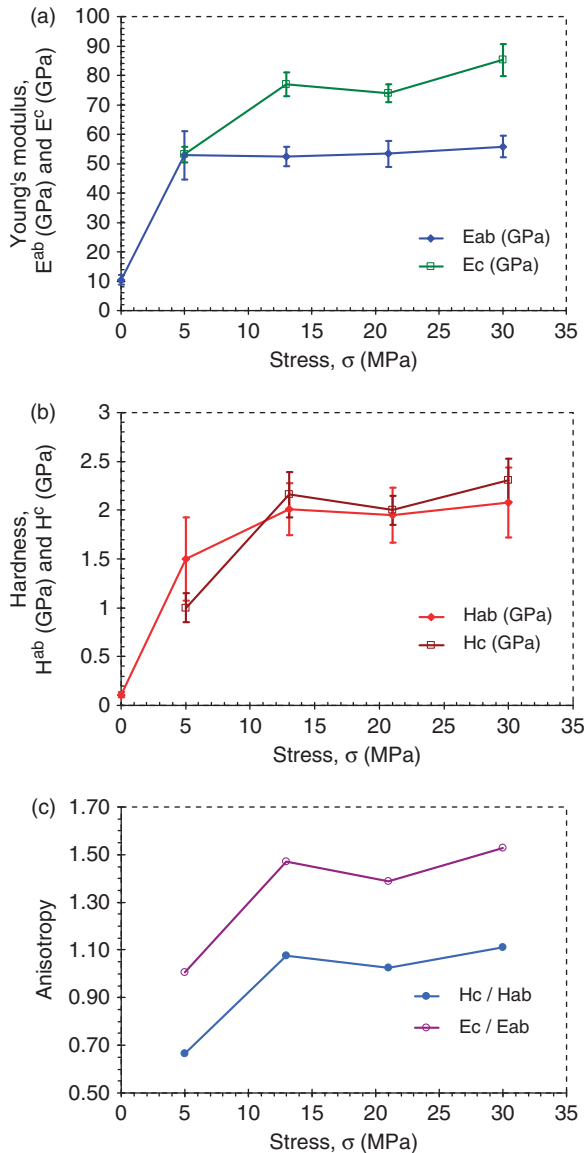 (a)
Young's modulus,
E^ab (GPa) and E^c (GPa)
100
90
80
70
60
50
40
30
20
10
0
Eab (GPa)
Ec (GPa)
0 5 10 15 20 25 30 35
Stress, σ (MPa)
(b)
Hardness,
H^ab (GPa) and H^c (GPa)
3
2.5
2
1.5
1
0.5
0
Hab (GPa)
Hc (GPa)
0 5 10 15 20 25 30 35
Stress, σ (MPa)
(c)
Anisotropy
1.70
1.50
1.30
1.10
0.90
0.70
0.50
Hc / Hab
Ec / Eab
0 5 10 15 20 25 30 35
Stress, σ (MPa)